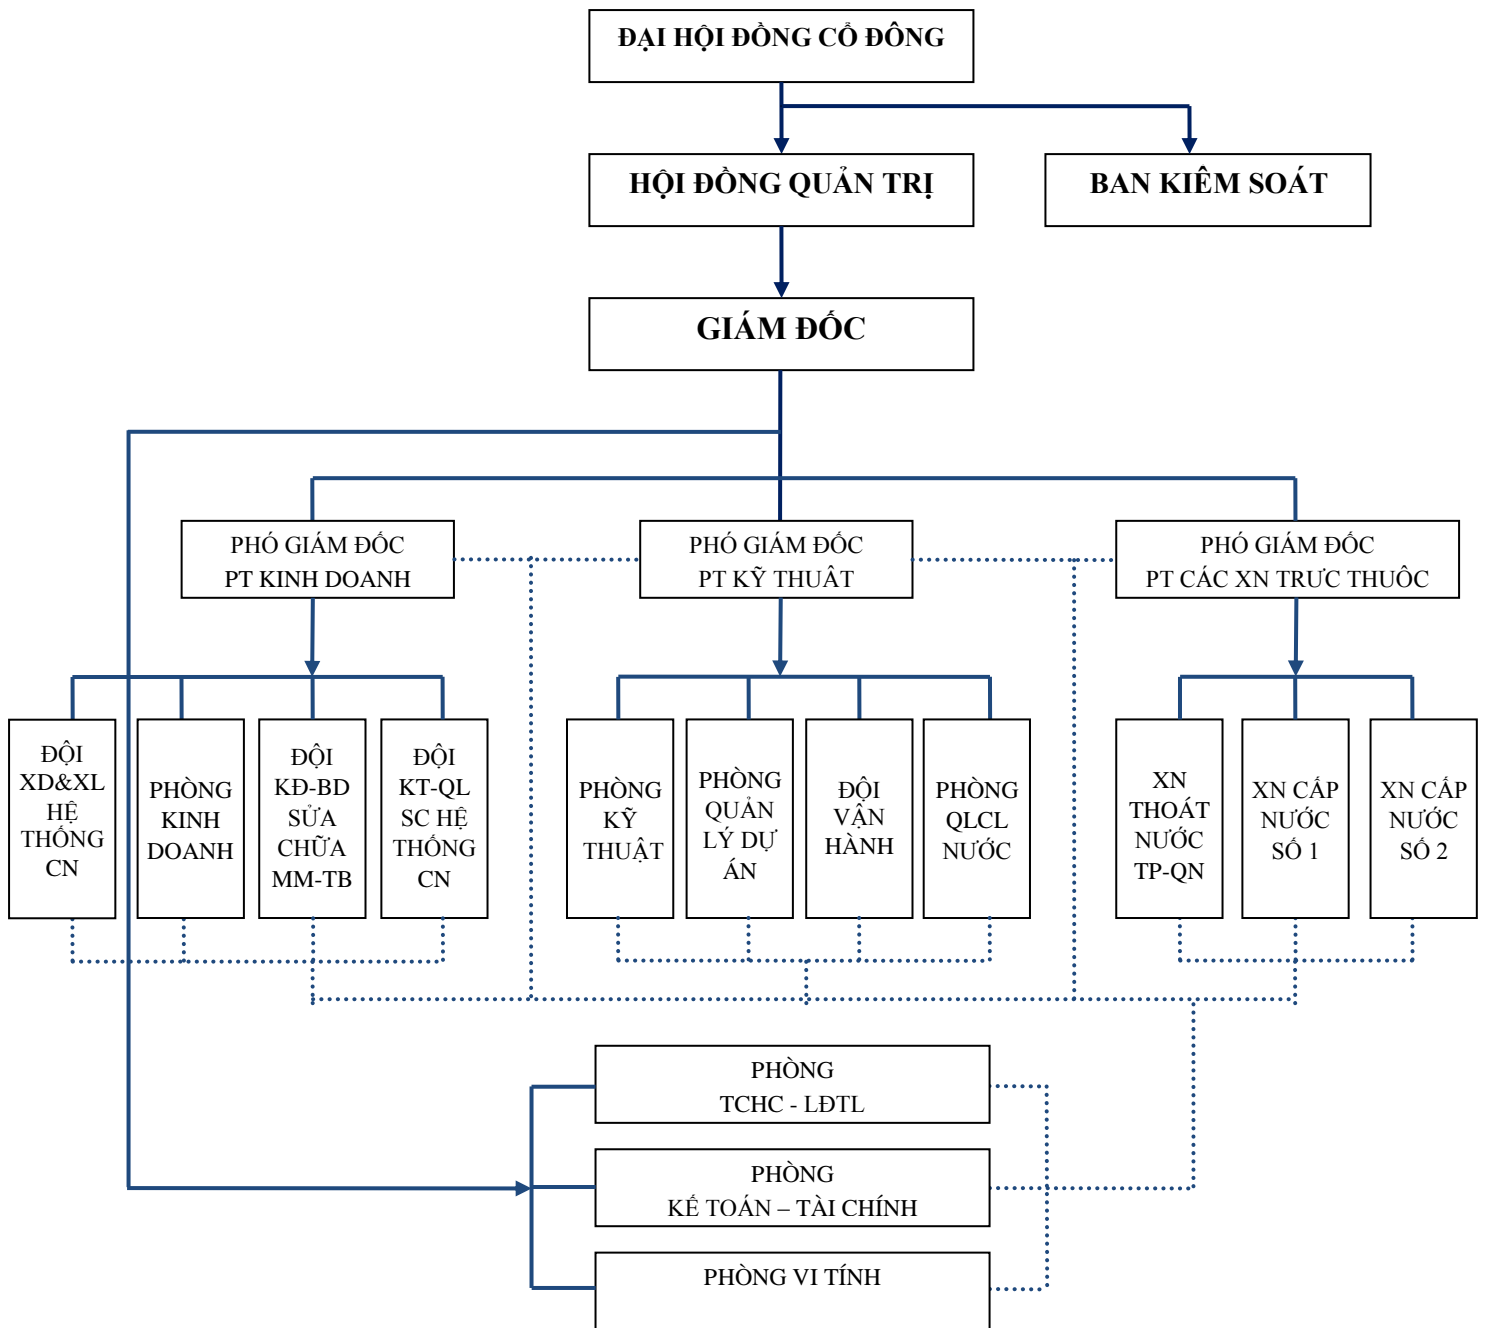 ĐẠI HỘI ĐỒNG CỔ ĐÔNG
HỘI ĐỒNG QUẢN TRỊ
BAN KIÊM SOÁT
GIÁM ĐỐC
PHÓ GIÁM ĐỐC
PT KINH DOANH
PHÓ GIÁM ĐỐC
PT KỸ THUÂT
PHÓ GIÁM ĐỐC
PT CÁC XN TRƯC THUÔC
ĐỘI
XD&XL
HỆ
THỐNG
CN
PHÒNG
KINH
DOANH
ĐỘI
KĐ-BD
SỬA
CHỮA
MM-TB
ĐỘI
KT-QL
SC HỆ
THỐNG
CN
PHÒNG
KỸ
THUẬT
PHÒNG
QUẢN
LÝ DỰ
ÁN
ĐỘI
VẬN
HÀNH
PHÒNG
QLCL
NƯỚC
XN
THOÁT
NƯỚC
TP-QN
XN CẤP
NƯỚC
SỐ 1
XN CẤP
NƯỚC
SỐ 2
PHÒNG
TCHC - LĐTL
PHÒNG
KẾ TOÁN – TÀI CHÍNH
PHÒNG VI TÍNH